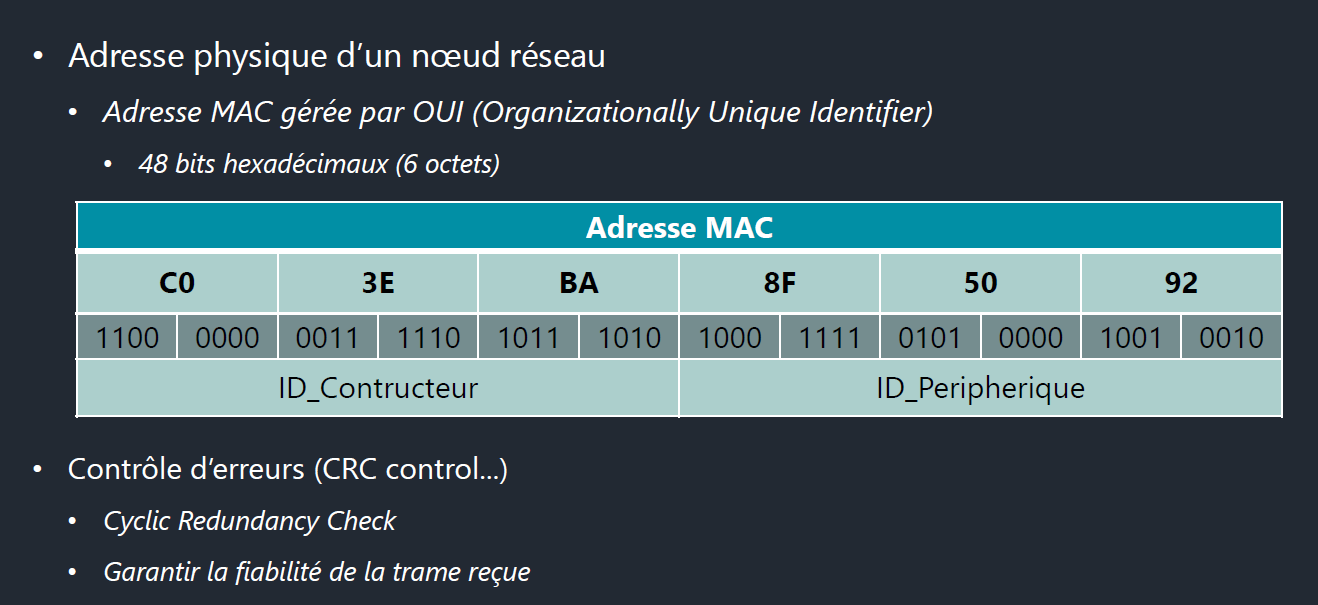 • Adresse physique d’un nœud réseau
• Adresse MAC gérée par OUI (Organizationally Unique Identifier)
• 48 bits hexadécimaux (6 octets)
Adresse MAC
C0 3E BA 8F 50 92
1100 0000 0011 1110 1011 1010 1000 1111 0101 0000 1001 0010
ID_Contructeur ID_Peripherique
• Contrôle d’erreurs (CRC control…)
• Cyclic Redundancy Check
• Garantir la fiabilité de la trame reçue